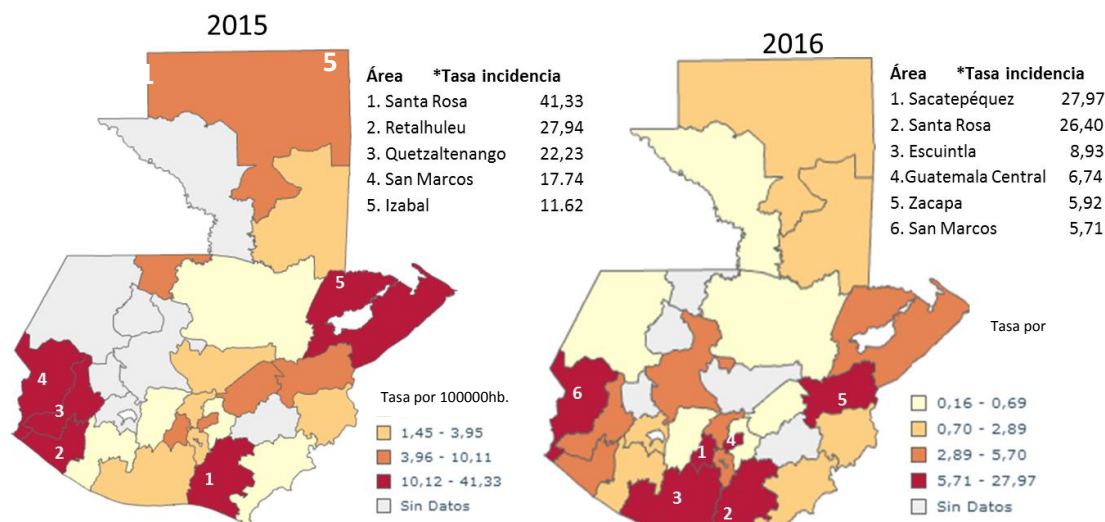 2015
Área *Tasa incidencia
1. Santa Rosa 41,33
2. Retalhuleu 27,94
3. Quetzaltenango 22,23
4. San Marcos 17.74
5. Izabal 11.62
1
5
5
4
3
2
1
Tasa por 100000hb.
1,45 - 3,95
3,96 - 10,11
10,12 - 41,33
Sin Datos
2016
Área *Tasa incidencia
1. Sacatepéquez 27,97
2. Santa Rosa 26,40
3. Escuintla 8,93
4.Guatemala Central 6,74
5. Zacapa 5,92
6. San Marcos 5,71
6
5
4
1
3
2
Tasa por
0,16 - 0,69
0,70 - 2,89
2,89 - 5,70
5,71 - 27,97
Sin Datos